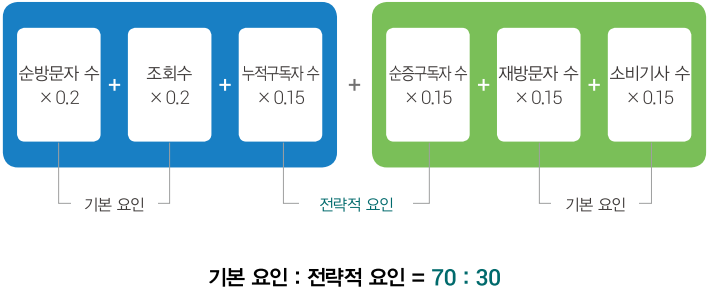 순방문자 수
× 0.2
+
조회수
× 0.2
+
누적구독자 수
× 0.15
+
순증구독자 수
× 0.15
+
재방문자 수
× 0.15
+
소비기사 수
× 0.15
기본 요인
전략적 요인
기본 요인
기본 요인 : 전략적 요인 = 70 : 30